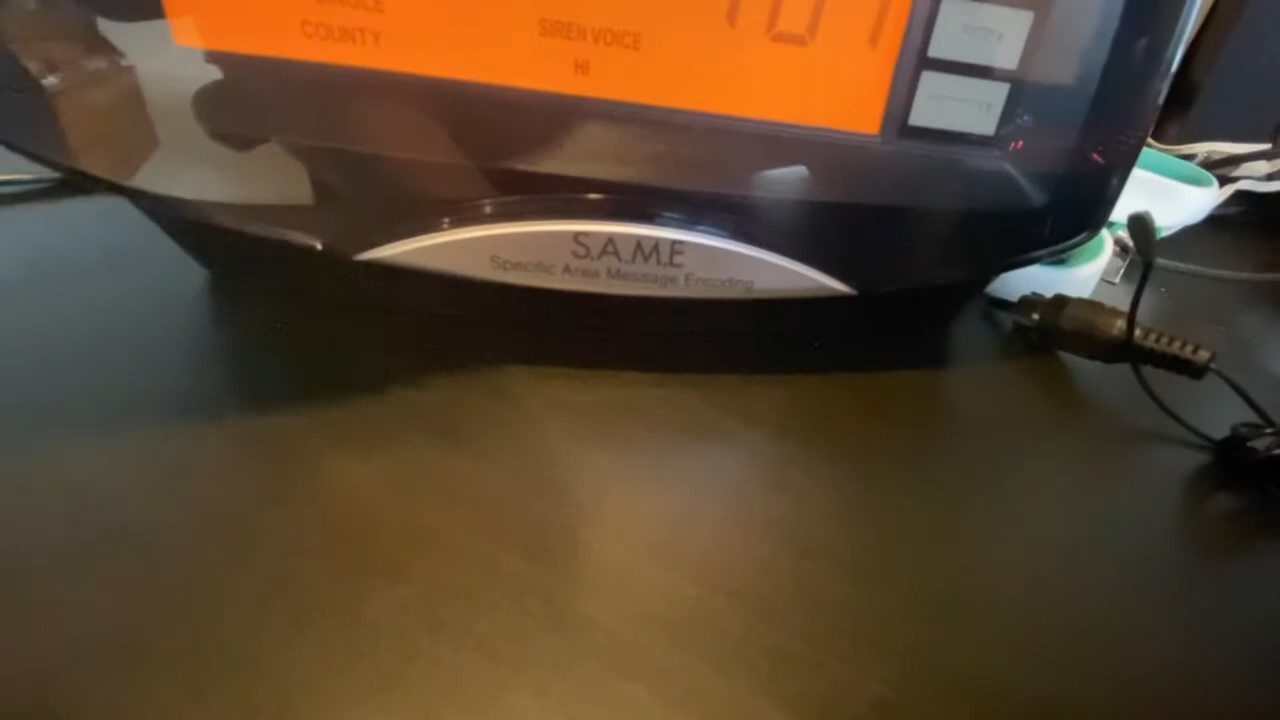 COUNTY
SIREN VOICE
HI
S.A.M.E
Specific Area Message Encoding